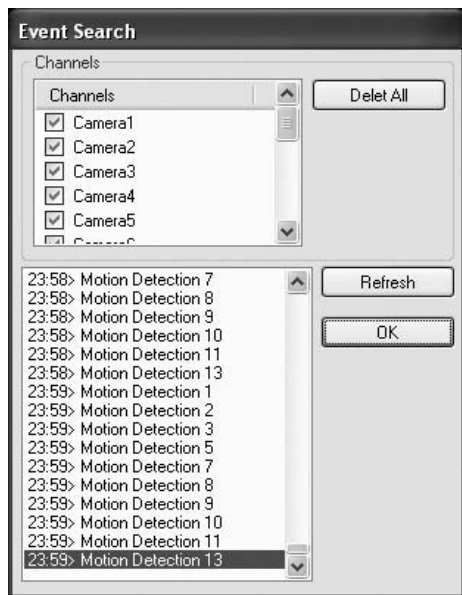 Event Search
Channels
Channels
Delet All
Camera1
Camera2
Camera3
Camera4
Camera5
23:58> Motion Detection 7
23:58> Motion Detection 8
23:58> Motion Detection 9
23:58> Motion Detection 10
23:58> Motion Detection 11
23:58> Motion Detection 13
23:59> Motion Detection 1
23:59> Motion Detection 2
23:59> Motion Detection 3
23:59> Motion Detection 5
23:59> Motion Detection 7
23:59> Motion Detection 8
23:59> Motion Detection 9
23:59> Motion Detection 10
23:59> Motion Detection 11
23:59> Motion Detection 13
Refresh
OK